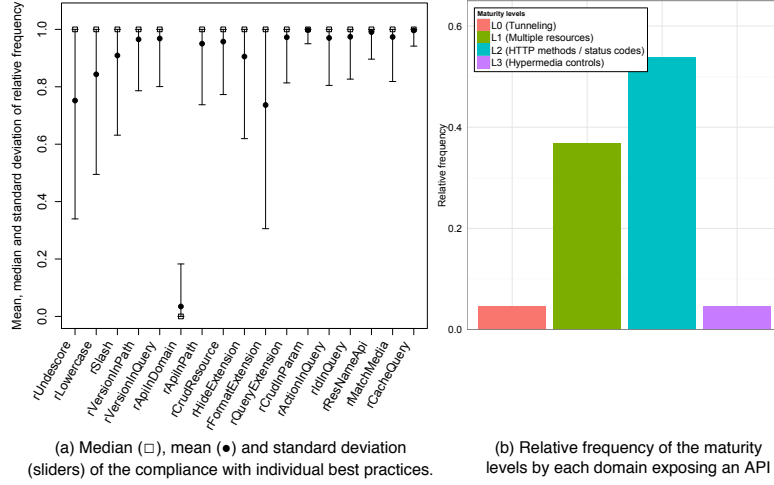 Mean, median and standard deviation of relative frequency
1.0
0.8
0.6
0.4
0.2
0.0
rUndescore
rLowercase
rSlash
rVersionInPath
rVersionInQuery
rApiInDomain
rApiInPath
rCrudResource
rHideExtension
rFormatExtension
rQueryExtension
rCrudInParam
rActionInQuery
rIdInQuery
rResNameApi
rMatchMedia
rCacheQuery
(a) Median (□), mean (●) and standard deviation
(sliders) of the compliance with individual best practices.
Maturity levels
L0 (Tunneling)
L1 (Multiple resources)
L2 (HTTP methods / status codes)
L3 (Hypermedia controls)
Relative frequency
0.6
0.4
0.2
0.0
(b) Relative frequency of the maturity
levels by each domain exposing an API